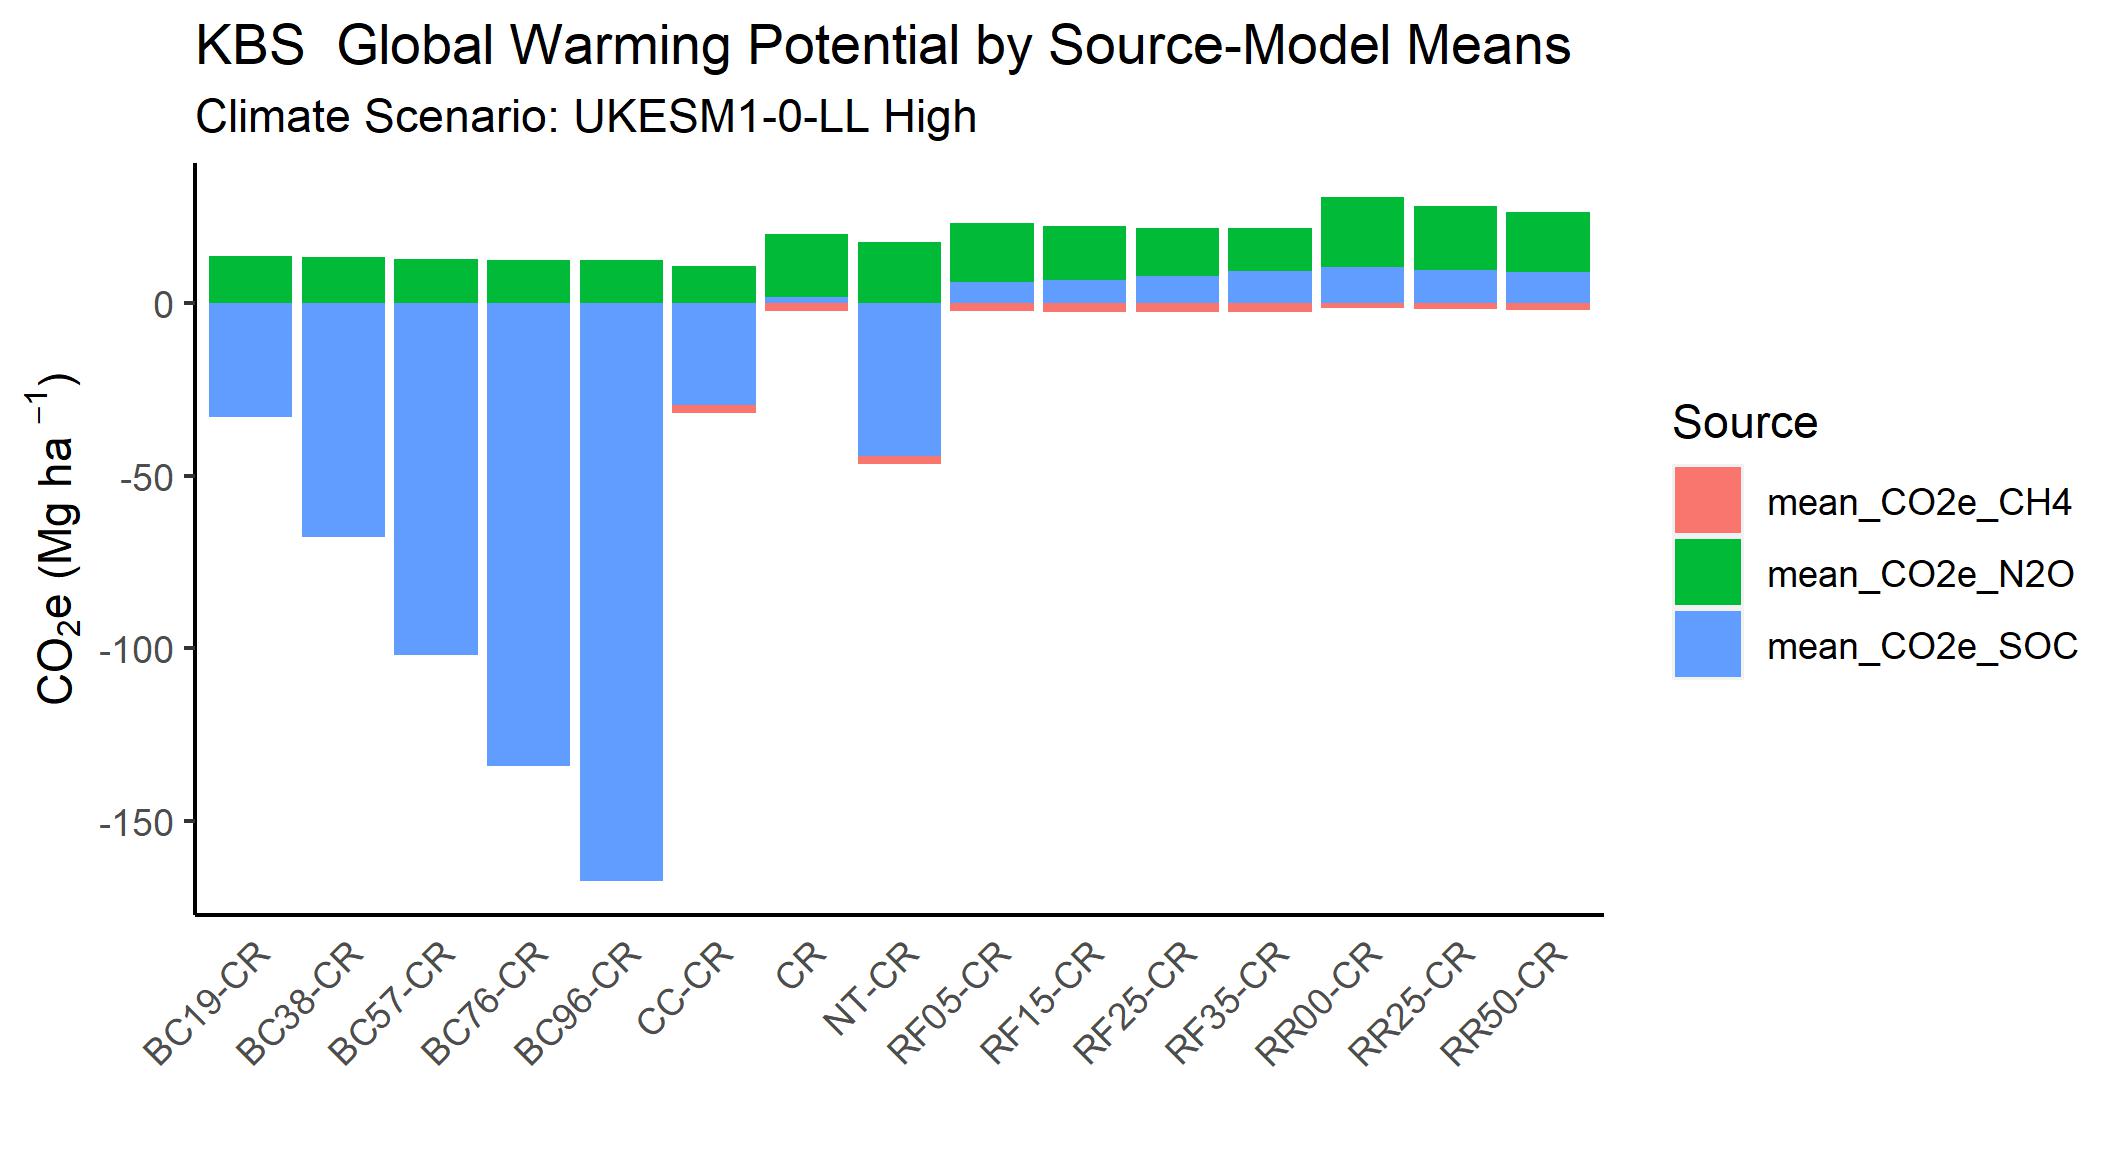 KBS  Global Warming Potential by Source-Model Means
Climate Scenario: UKESM1-0-LL High
CO₂e (Mg ha ⁻¹)
0
-50
-100
-150
BC19-CR
BC38-CR
BC57-CR
BC76-CR
BC96-CR
CC-CR
CR
NT-CR
RF05-CR
RF15-CR
RF25-CR
RF35-CR
RR00-CR
RR25-CR
RR50-CR
Source
mean_CO2e_CH4
mean_CO2e_N2O
mean_CO2e_SOC